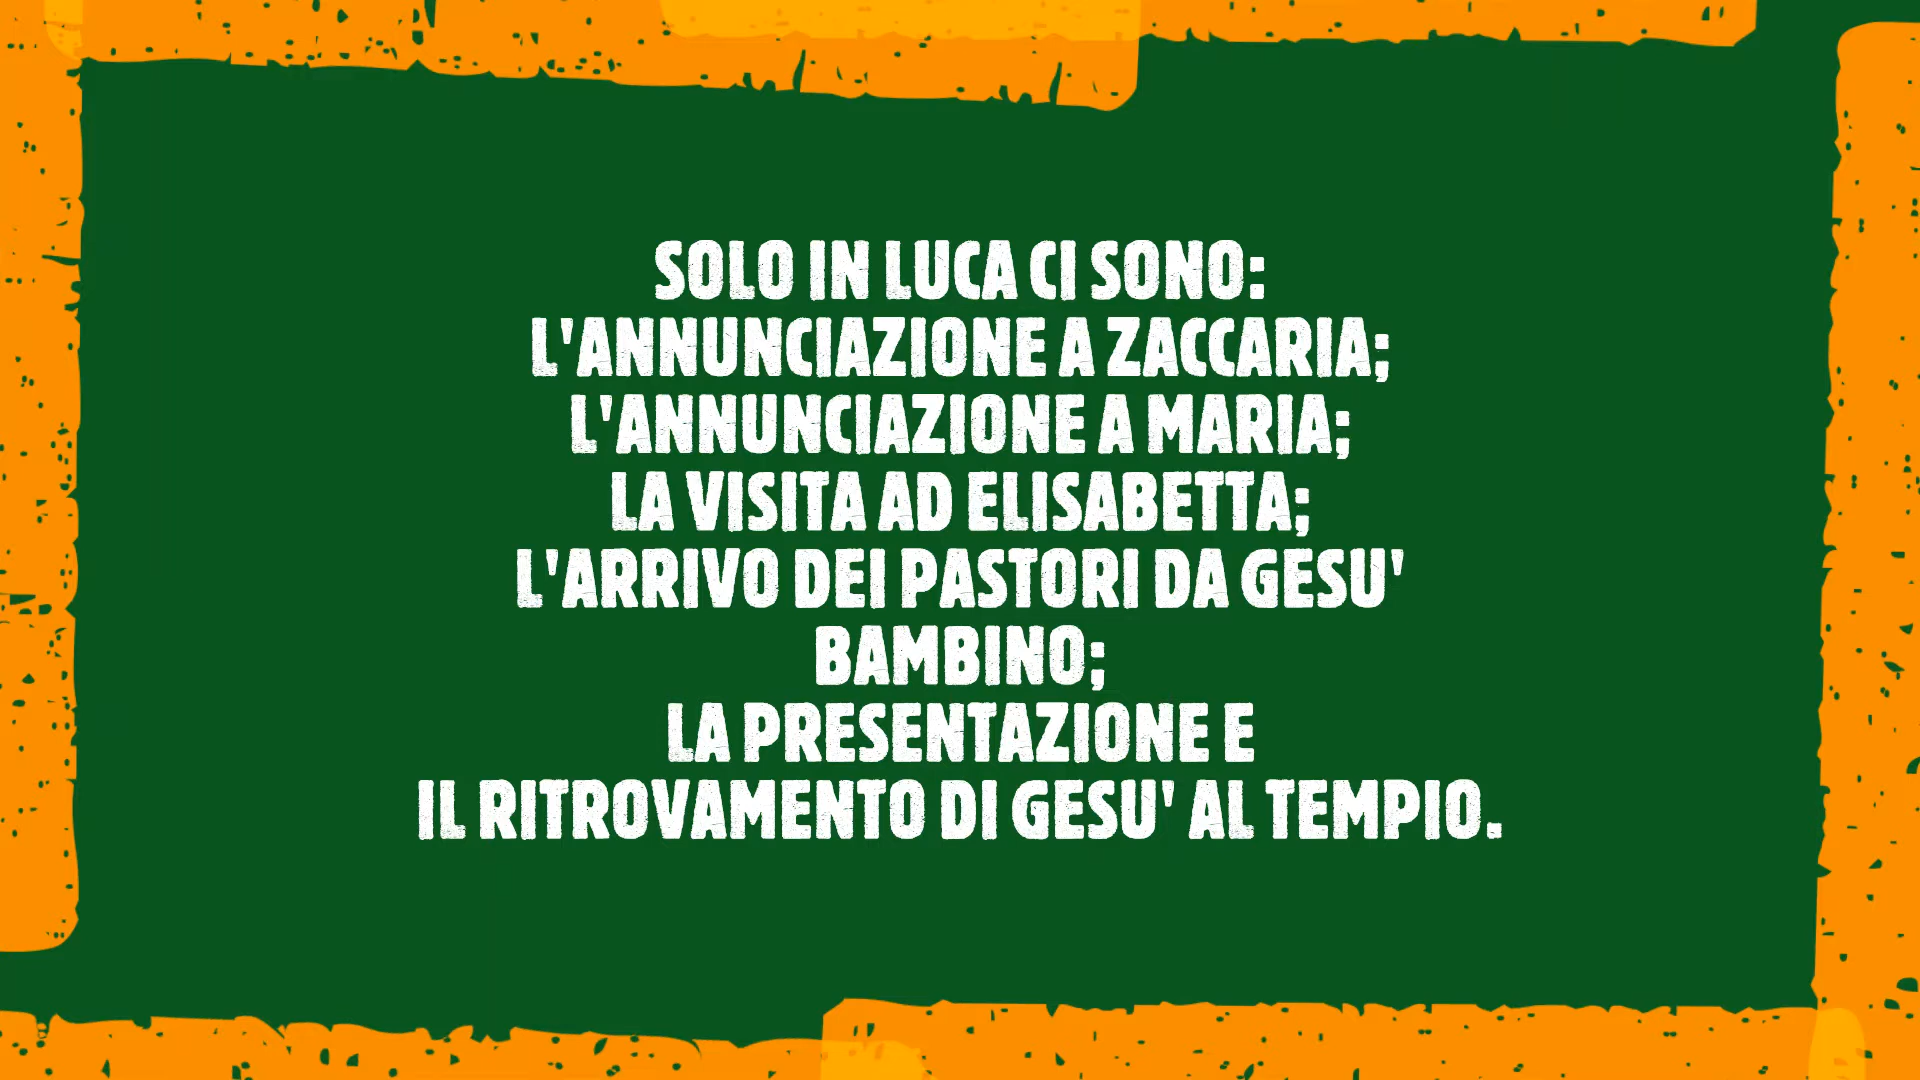 SOLO IN LUCA CI SONO:
L'ANNUNCIAZIONE A ZACCARIA;
L'ANNUNCIAZIONE A MARIA;
LA VISITA AD ELISABETTA;
L'ARRIVO DEI PASTORI DA GESU'
BAMBINO;
LA PRESENTAZIONE E
IL RITROVAMENTO DI GESU' AL TEMPIO.